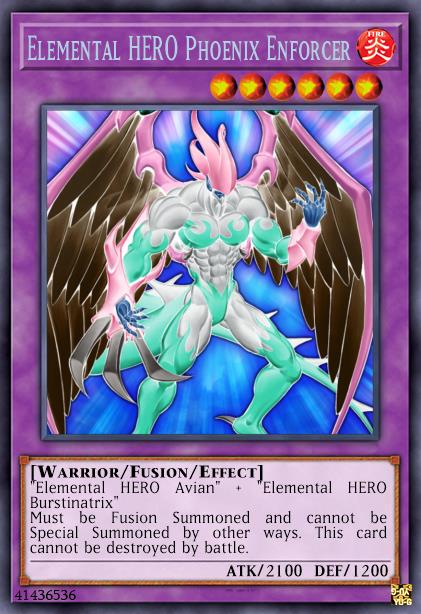 Elemental HERO Phoenix Enforcer
FIRE
炎
[Warrior/Fusion/Effect]
"Elemental HERO Avian" + "Elemental HERO
Burstinatrix"
Must be Fusion Summoned and cannot be
Special Summoned by other ways. This card
cannot be destroyed by battle.
ATK/2100 DEF/1200
41436536